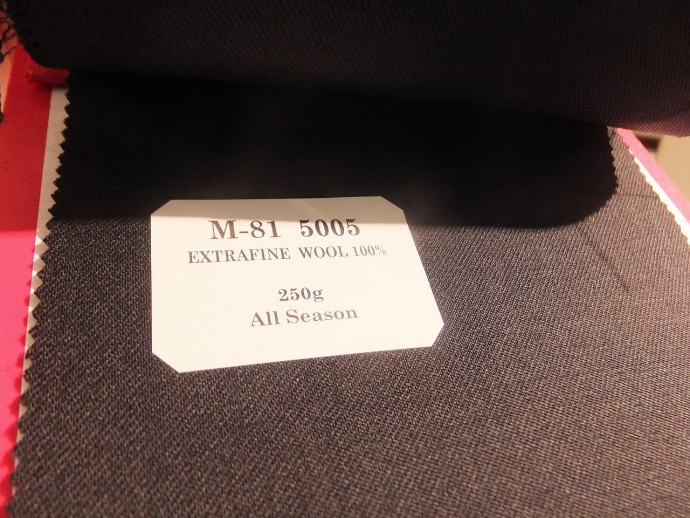 M-81 5005
EXTRAFINE WOOL 100%
250g
All Season